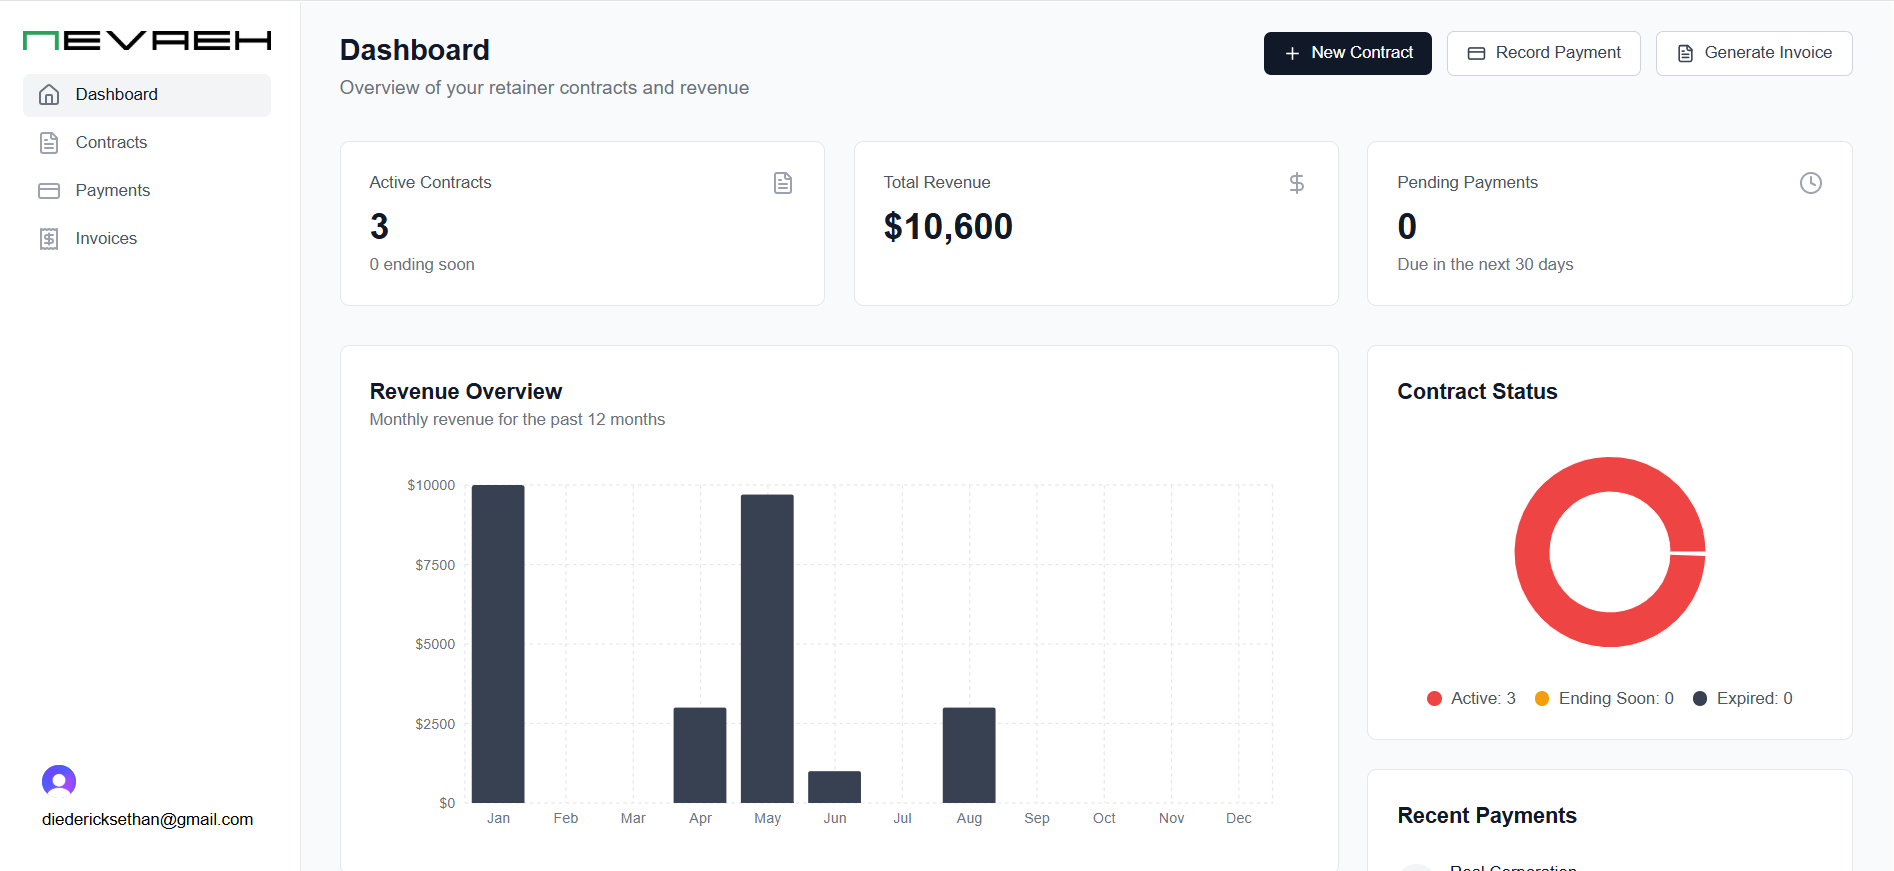 NEVAEH
Dashboard
Contracts
Payments
Invoices
diedericksethan@gmail.com
Dashboard
Overview of your retainer contracts and revenue
New Contract
Record Payment
Generate Invoice
Active Contracts
3
0 ending soon
Total Revenue
$10,600
Pending Payments
0
Due in the next 30 days
Revenue Overview
Monthly revenue for the past 12 months
$10000
$7500
$5000
$2500
$0
Jan Feb Mar Apr May Jun Jul Aug Sep Oct Nov Dec
Contract Status
Active: 3 Ending Soon: 0 Expired: 0
Recent Payments